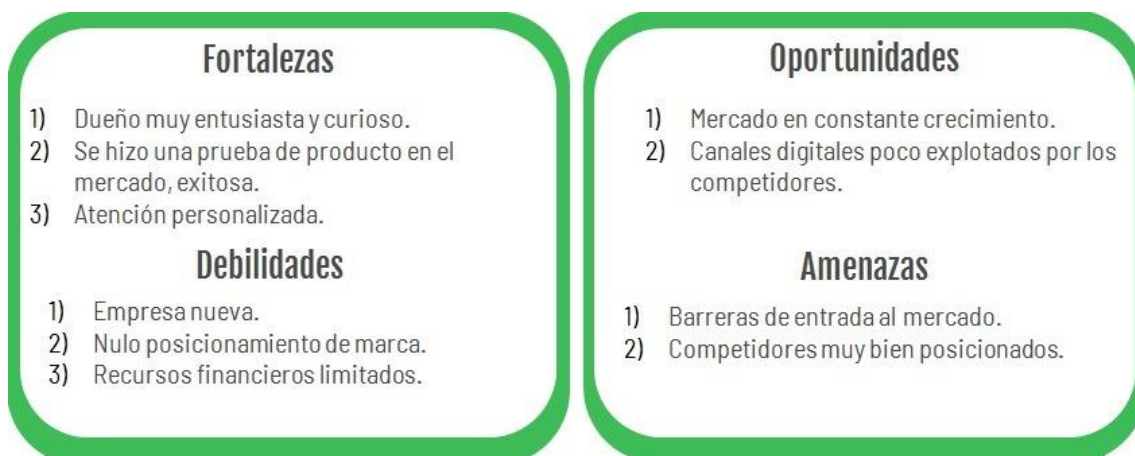 Fortalezas
1) Dueño muy entusiasta y curioso.
2) Se hizo una prueba de producto en el
mercado, exitosa.
3) Atención personalizada.
Debilidades
1) Empresa nueva.
2) Nulo posicionamiento de marca.
3) Recursos financieros limitados.
Oportunidades
1) Mercado en constante crecimiento.
2) Canales digitales poco explotados por los
competidores.
Amenazas
1) Barreras de entrada al mercado.
2) Competidores muy bien posicionados.